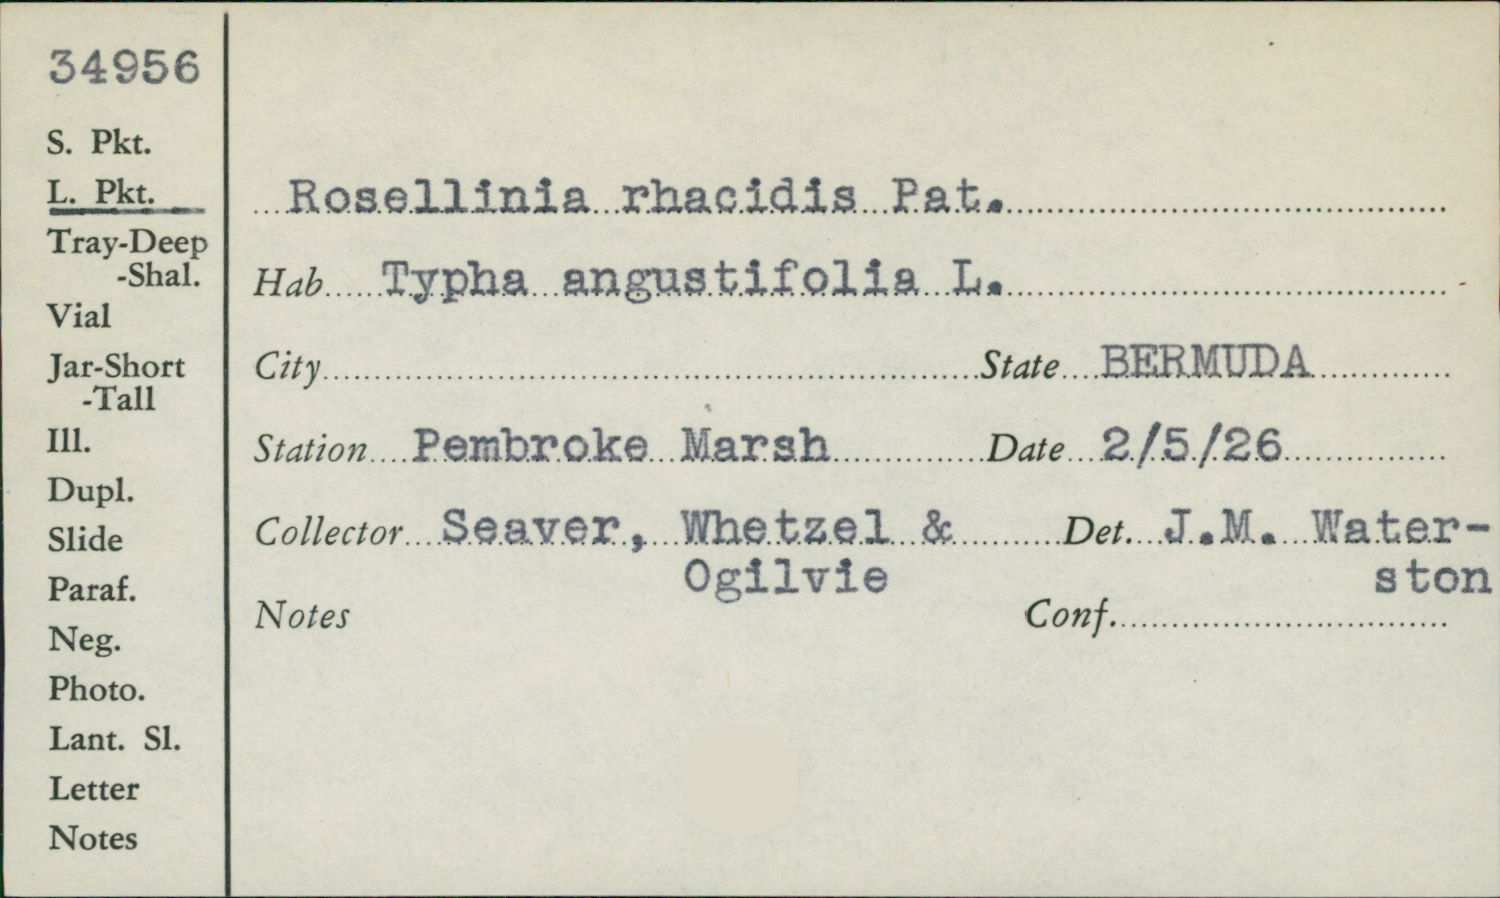 34956
S. Pkt.
L. Pkt.
Tray-Deep
-Shal.
Vial
Jar-Short
-Tall
Ill.
Dupl.
Slide
Paraf.
Neg.
Photo.
Lant. Sl.
Letter
Notes
Rosellinia rhacidis Pat.
Hab Typha angustifolia L.
City State BERMUDA
Station Pembroke Marsh Date 2/5/26
Collector Seaver, Whetzel & Det. J.M. Water-
Ogilvie ston
Notes Conf.